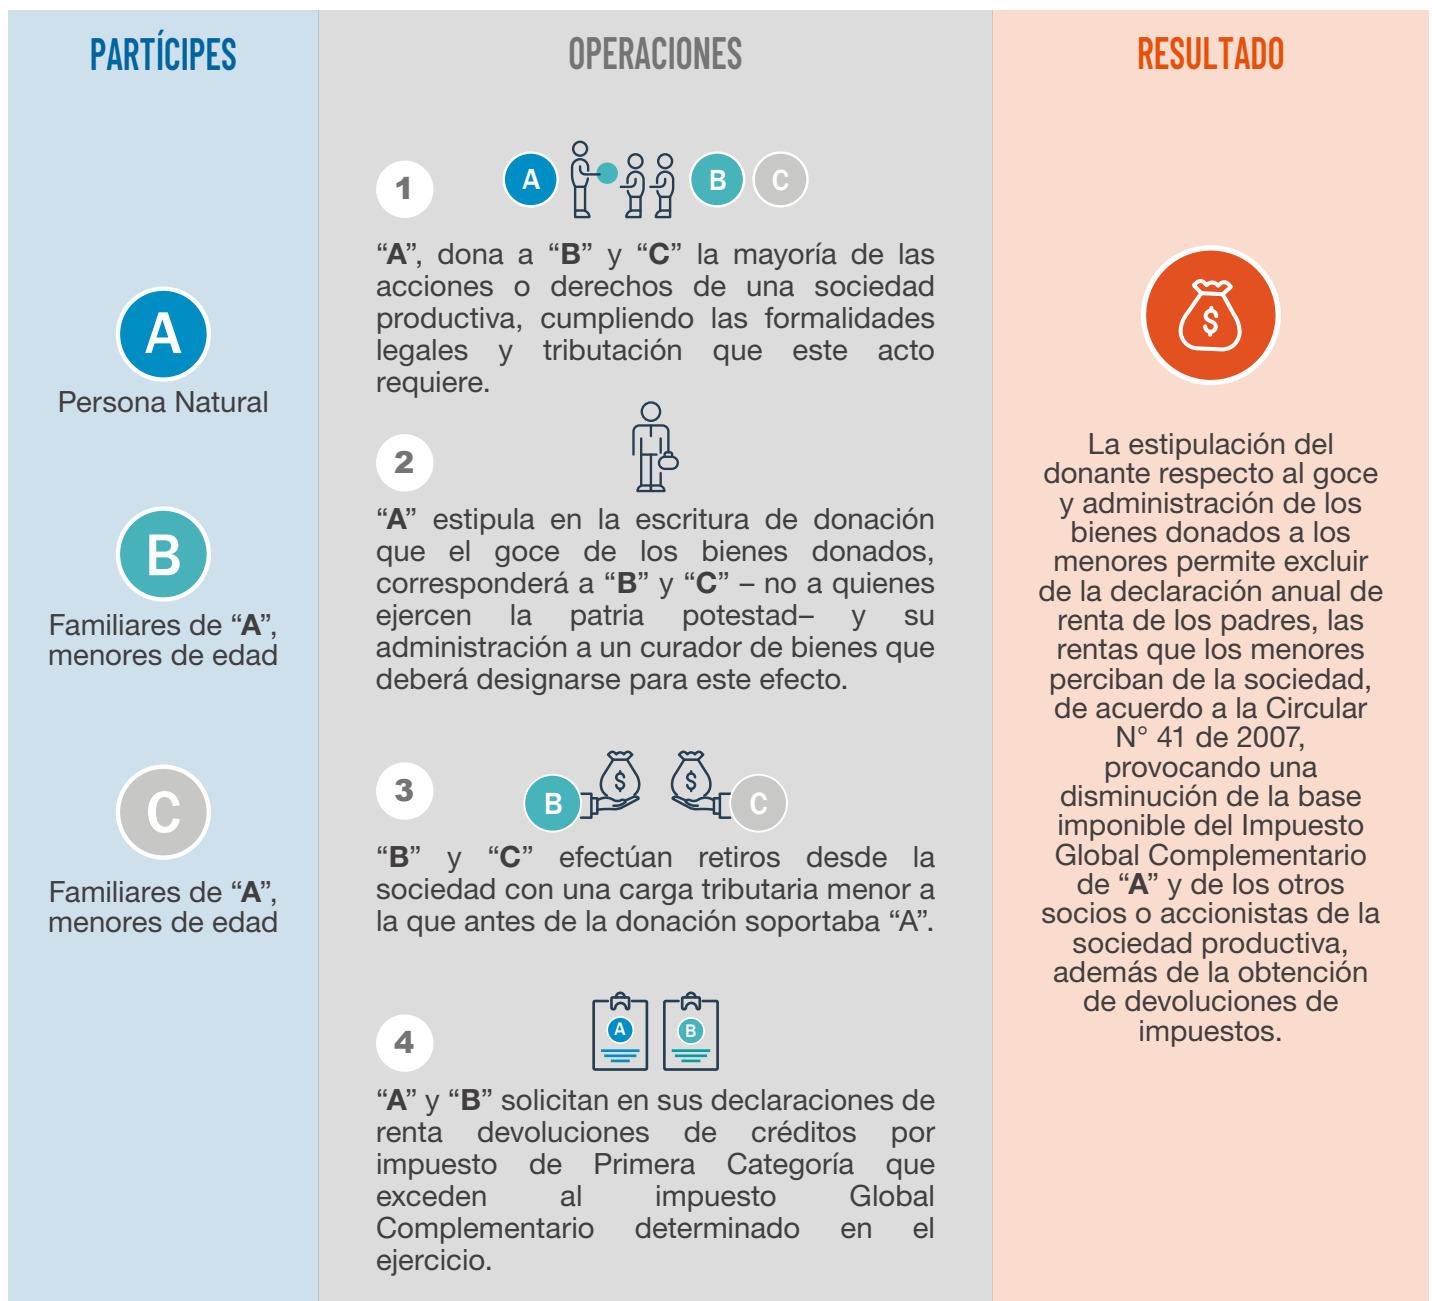 PARTÍCIPES
A
Persona Natural
B
Familiares de “A”,
menores de edad
C
Familiares de “A”,
menores de edad
OPERACIONES
1
A
B
C
“A”, dona a “B” y “C” la mayoría de las
acciones o derechos de una sociedad
productiva, cumpliendo las formalidades
legales y tributación que este acto
requiere.
2
“A” estipula en la escritura de donación
que el goce de los bienes donados,
corresponderá a “B” y “C” – no a quienes
ejercen la patria potestad– y su
administración a un curador de bienes que
deberá designarse para este efecto.
3
B
$
$
C
“B” y “C” efectúan retiros desde la
sociedad con una carga tributaria menor a
la que antes de la donación soportaba “A”.
4
A
B
“A” y “B” solicitan en sus declaraciones de
renta devoluciones de créditos por
impuesto de Primera Categoría que
exceden al impuesto Global
Complementario determinado en el
ejercicio.
RESULTADO
$
La estipulación del
donante respecto al goce
y administración de los
bienes donados a los
menores permite excluir
de la declaración anual de
renta de los padres, las
rentas que los menores
perciban de la sociedad,
de acuerdo a la Circular
N° 41 de 2007,
provocando una
disminución de la base
imponible del Impuesto
Global Complementario
de “A” y de los otros
socios o accionistas de la
sociedad productiva,
además de la obtención
de devoluciones de
impuestos.